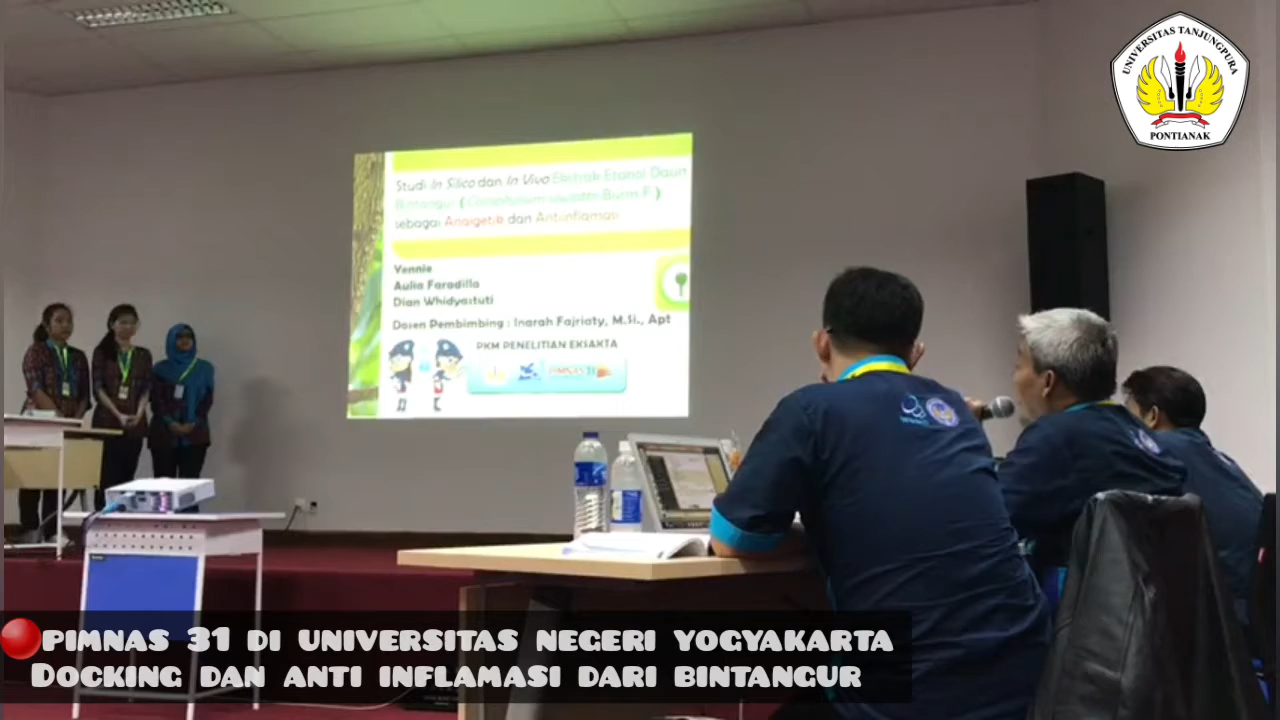 UNIVERSITAS TANJUNGPURA
PONTIANAK
Studi In Silico dan In Vivo Ekstrak Etanol Daun
Bintangur ( Burm F. )
sebagai Analgetik dan Antiinflamasi
Yennie
Aulia Faradilla
Dian Whidyastuti
Dosen Pembimbing : Inarah Fajriaty, M.Si., Apt
PKM PENELITIAN EKSAKTA
PIMNAS 31
PIMNAS 31 DI UNIVERSITAS NEGERI YOGYAKARTA
DOCKING DAN ANTI INFLAMASI DARI BINTANGUR